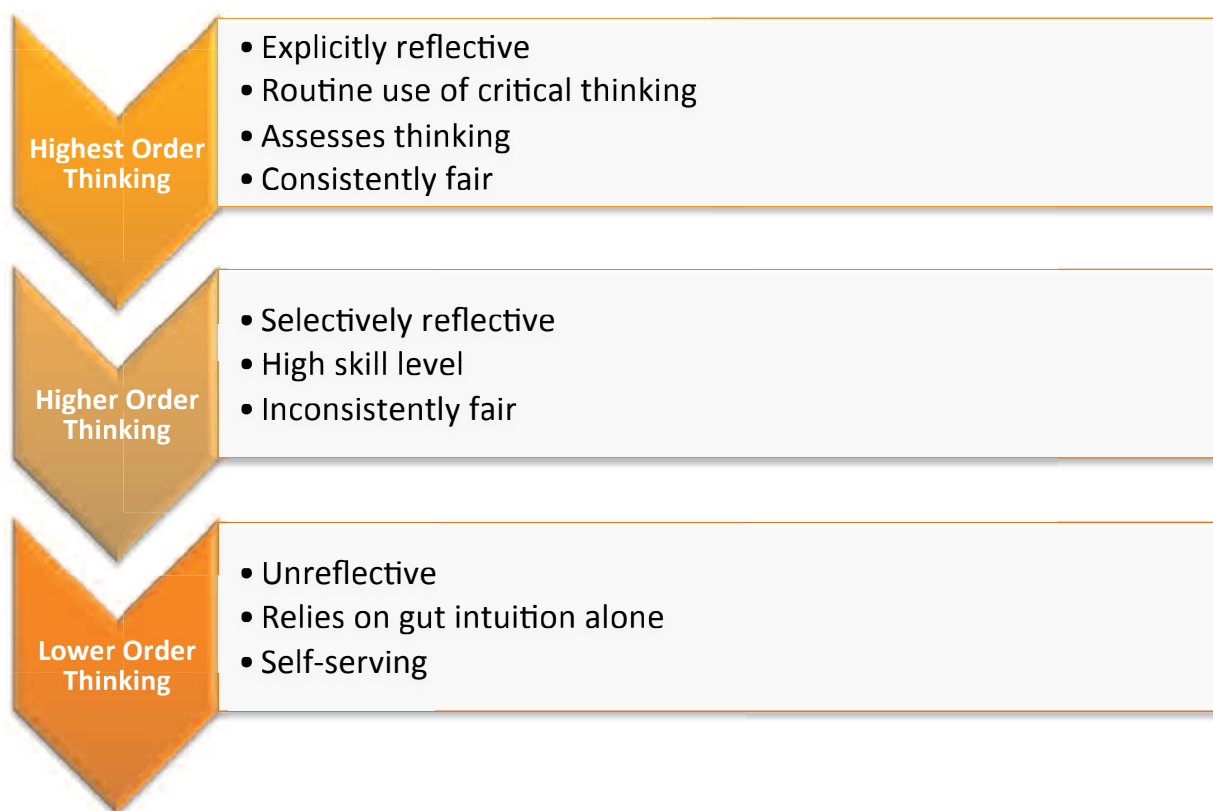 Highest Order
Thinking
• Explicitly reflective
• Routine use of critical thinking
• Assesses thinking
• Consistently fair
Higher Order
Thinking
• Selectively reflective
• High skill level
• Inconsistently fair
Lower Order
Thinking
• Unreflective
• Relies on gut intuition alone
• Self-serving